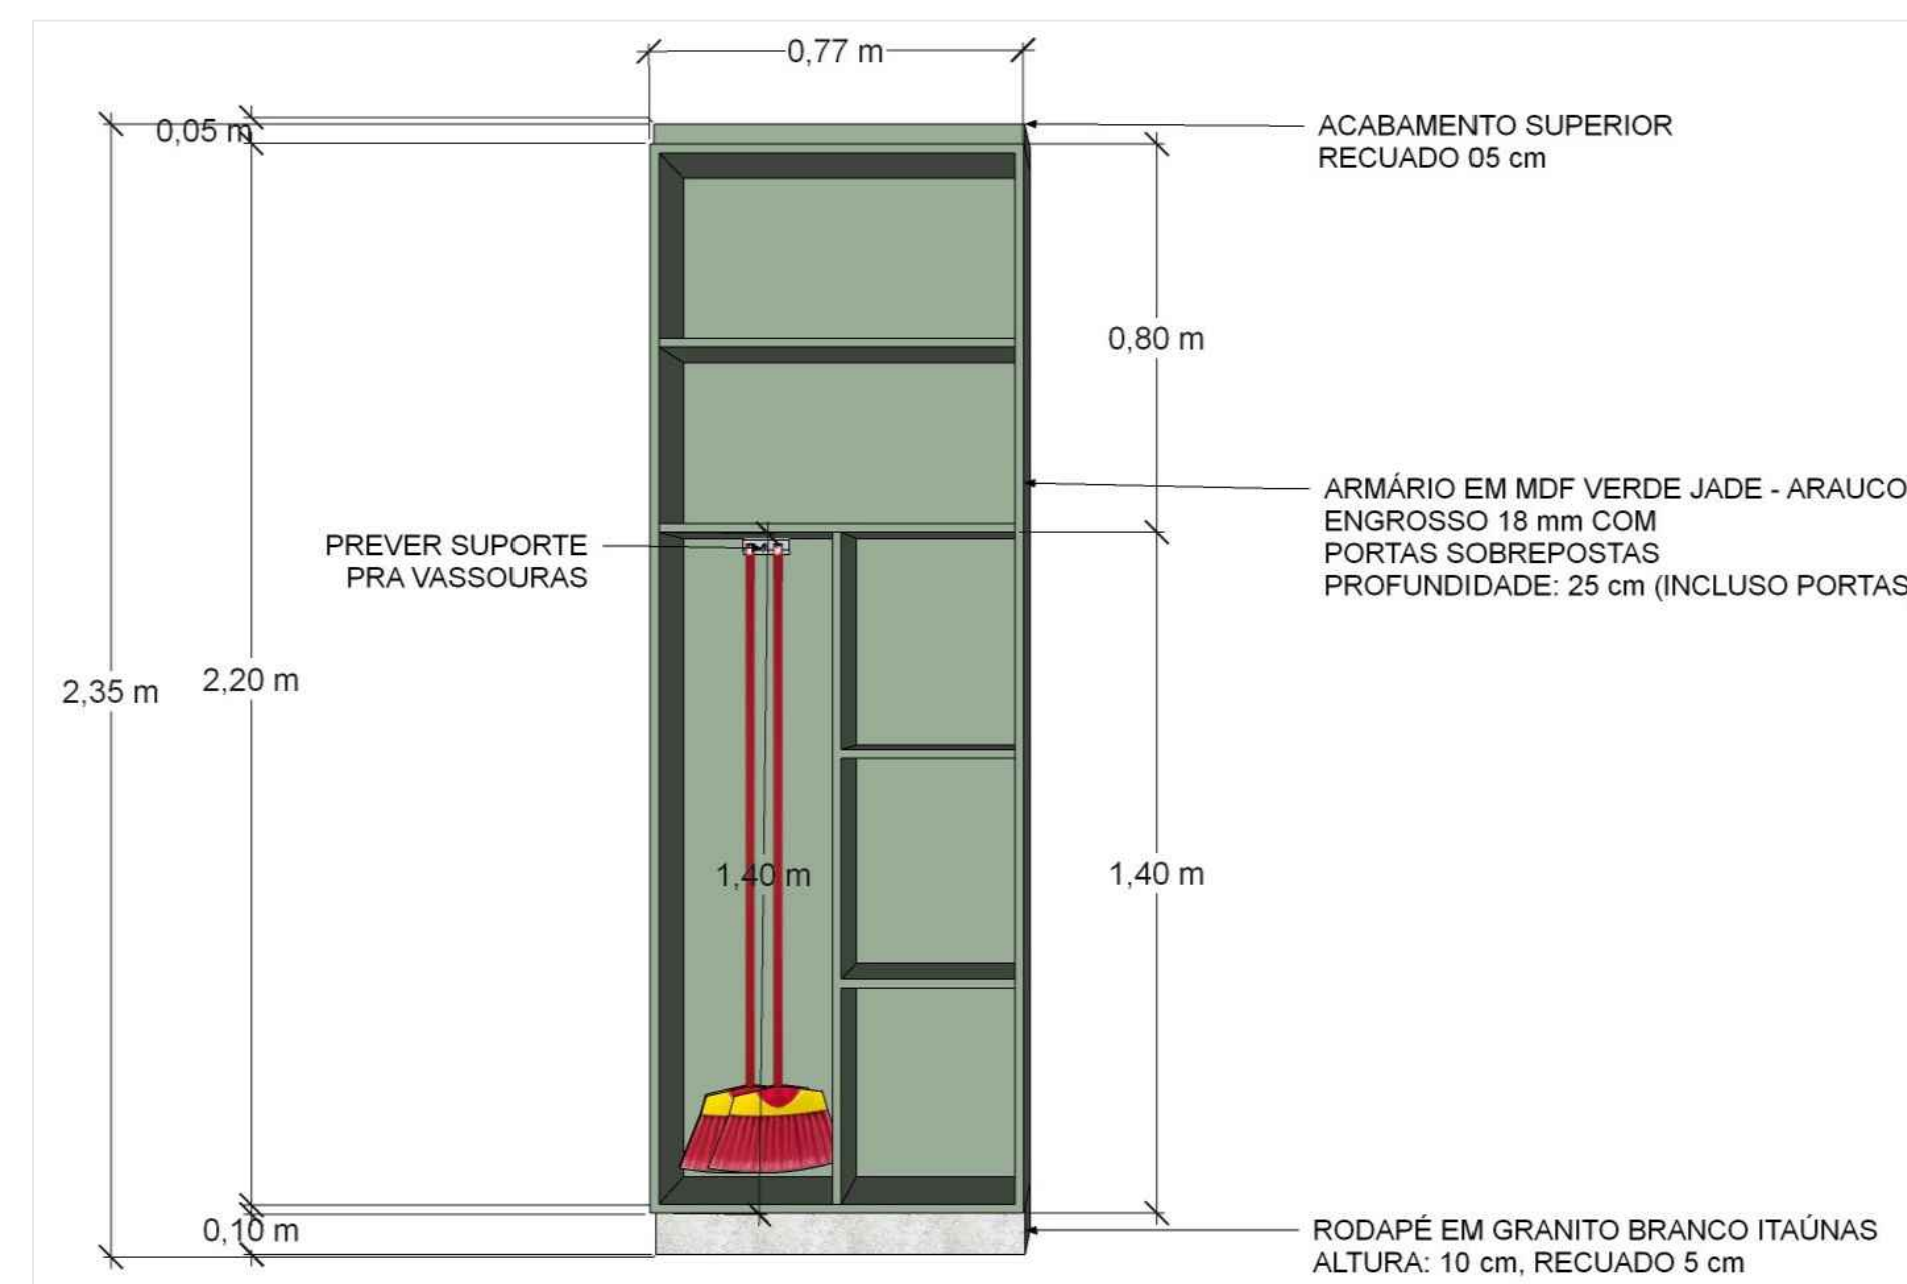 0,77 m
0,05 m
ACABAMENTO SUPERIOR
RECUADO 05 cm
0,80 m
ARMÁRIO EM MDF VERDE JADE - ARAUCO
ENGROSSO 18 mm COM
PORTAS SOBREPOSTAS
PROFUNDIDADE: 25 cm (INCLUSO PORTAS
PREVER SUPORTE
PRA VASSOURAS
2,35 m
2,20 m
1,40 m
1,40 m
0,10 m
RODAPÉ EM GRANITO BRANCO ITAÚNAS
ALTURA: 10 cm, RECUADO 5 cm